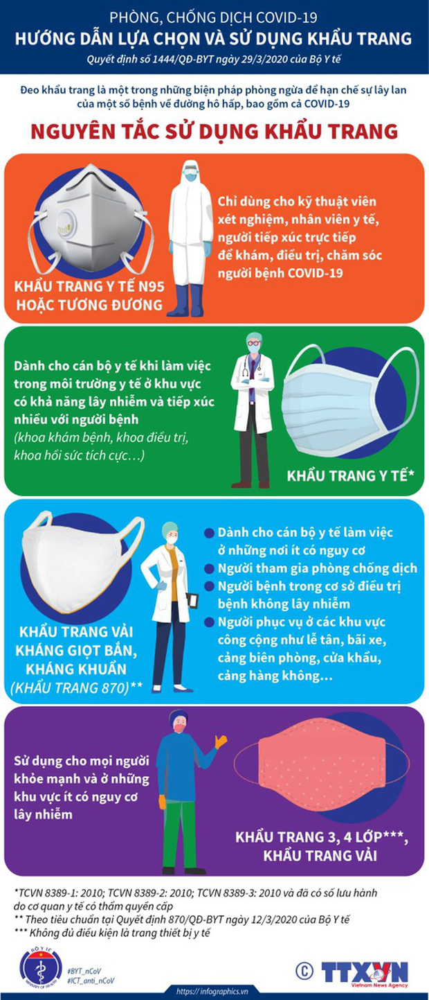 PHÒNG, CHỐNG DỊCH COVID-19
HƯỚNG DẪN LỰA CHỌN VÀ SỬ DỤNG KHẨU TRANG
Quyết định số 1444/QĐ-BYT ngày 29/3/2020 của Bộ Y tế
Đeo khẩu trang là một trong những biện pháp phòng ngừa để hạn chế sự lây lan
của một số bệnh về đường hô hấp, bao gồm cả COVID-19
NGUYÊN TẮC SỬ DỤNG KHẨU TRANG
KHẨU TRANG Y TẾ N95
HOẶC TƯƠNG ĐƯƠNG
Chỉ dùng cho kỹ thuật viên
xét nghiệm, nhân viên y tế,
người tiếp xúc trực tiếp
để khám, điều trị, chăm sóc
người bệnh COVID-19
Dành cho cán bộ y tế khi làm việc
trong môi trường y tế ở khu vực
có khả năng lây nhiễm và tiếp xúc
nhiều với người bệnh
(khoa khám bệnh, khoa điều trị,
khoa hồi sức tích cực...)
KHẨU TRANG Y TẾ*
KHẨU TRANG VẢI
KHÁNG GIỌT BẮN,
KHÁNG KHUẨN
(KHẨU TRANG 870)**
Dành cho cán bộ y tế làm việc
ở những nơi ít có nguy cơ
Người tham gia phòng chống dịch
Người bệnh trong cơ sở điều trị
bệnh không lây nhiễm
Người phục vụ ở các khu vực
công cộng như lễ tân, bãi xe,
cảng biên phòng, cửa khẩu,
cảng hàng không...
Sử dụng cho mọi người
khỏe mạnh và ở những
khu vực ít có nguy cơ
lây nhiễm
KHẨU TRANG 3, 4 LỚP***,
KHẨU TRANG VẢI
*TCVN 8389-1: 2010; TCVN 8389-2: 2010; TCVN 8389-3: 2010 và đã có số lưu hành
do cơ quan y tế có thẩm quyền cấp
** Theo tiêu chuẩn tại Quyết định 870/QĐ-BYT ngày 12/3/2020 của Bộ Y tế
*** Không đủ điều kiện là trang thiết bị y tế
BỘ Y TẾ
MINISTRY OF HEALTH
#BYT_nCoV
#ICT_anti_nCoV
© TTXVN
Vietnam News Agency
https://infographics.vn